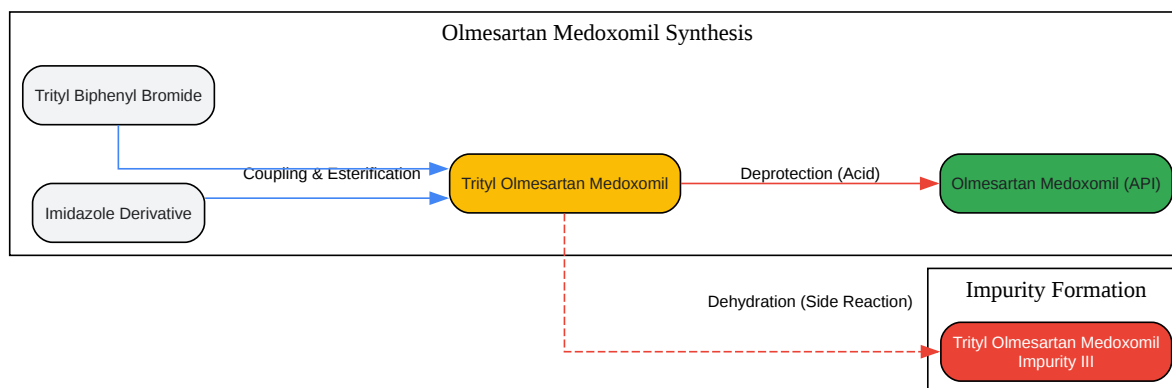 Olmesartan Medoxomil Synthesis
Trityl Biphenyl Bromide
Coupling & Esterification
Imidazole Derivative
Trityl Olmesartan Medoxomil
Deprotection (Acid)
Olmesartan Medoxomil (API)
Dehydration (Side Reaction)
Impurity Formation
Trityl Olmesartan Medoxomil
Impurity III